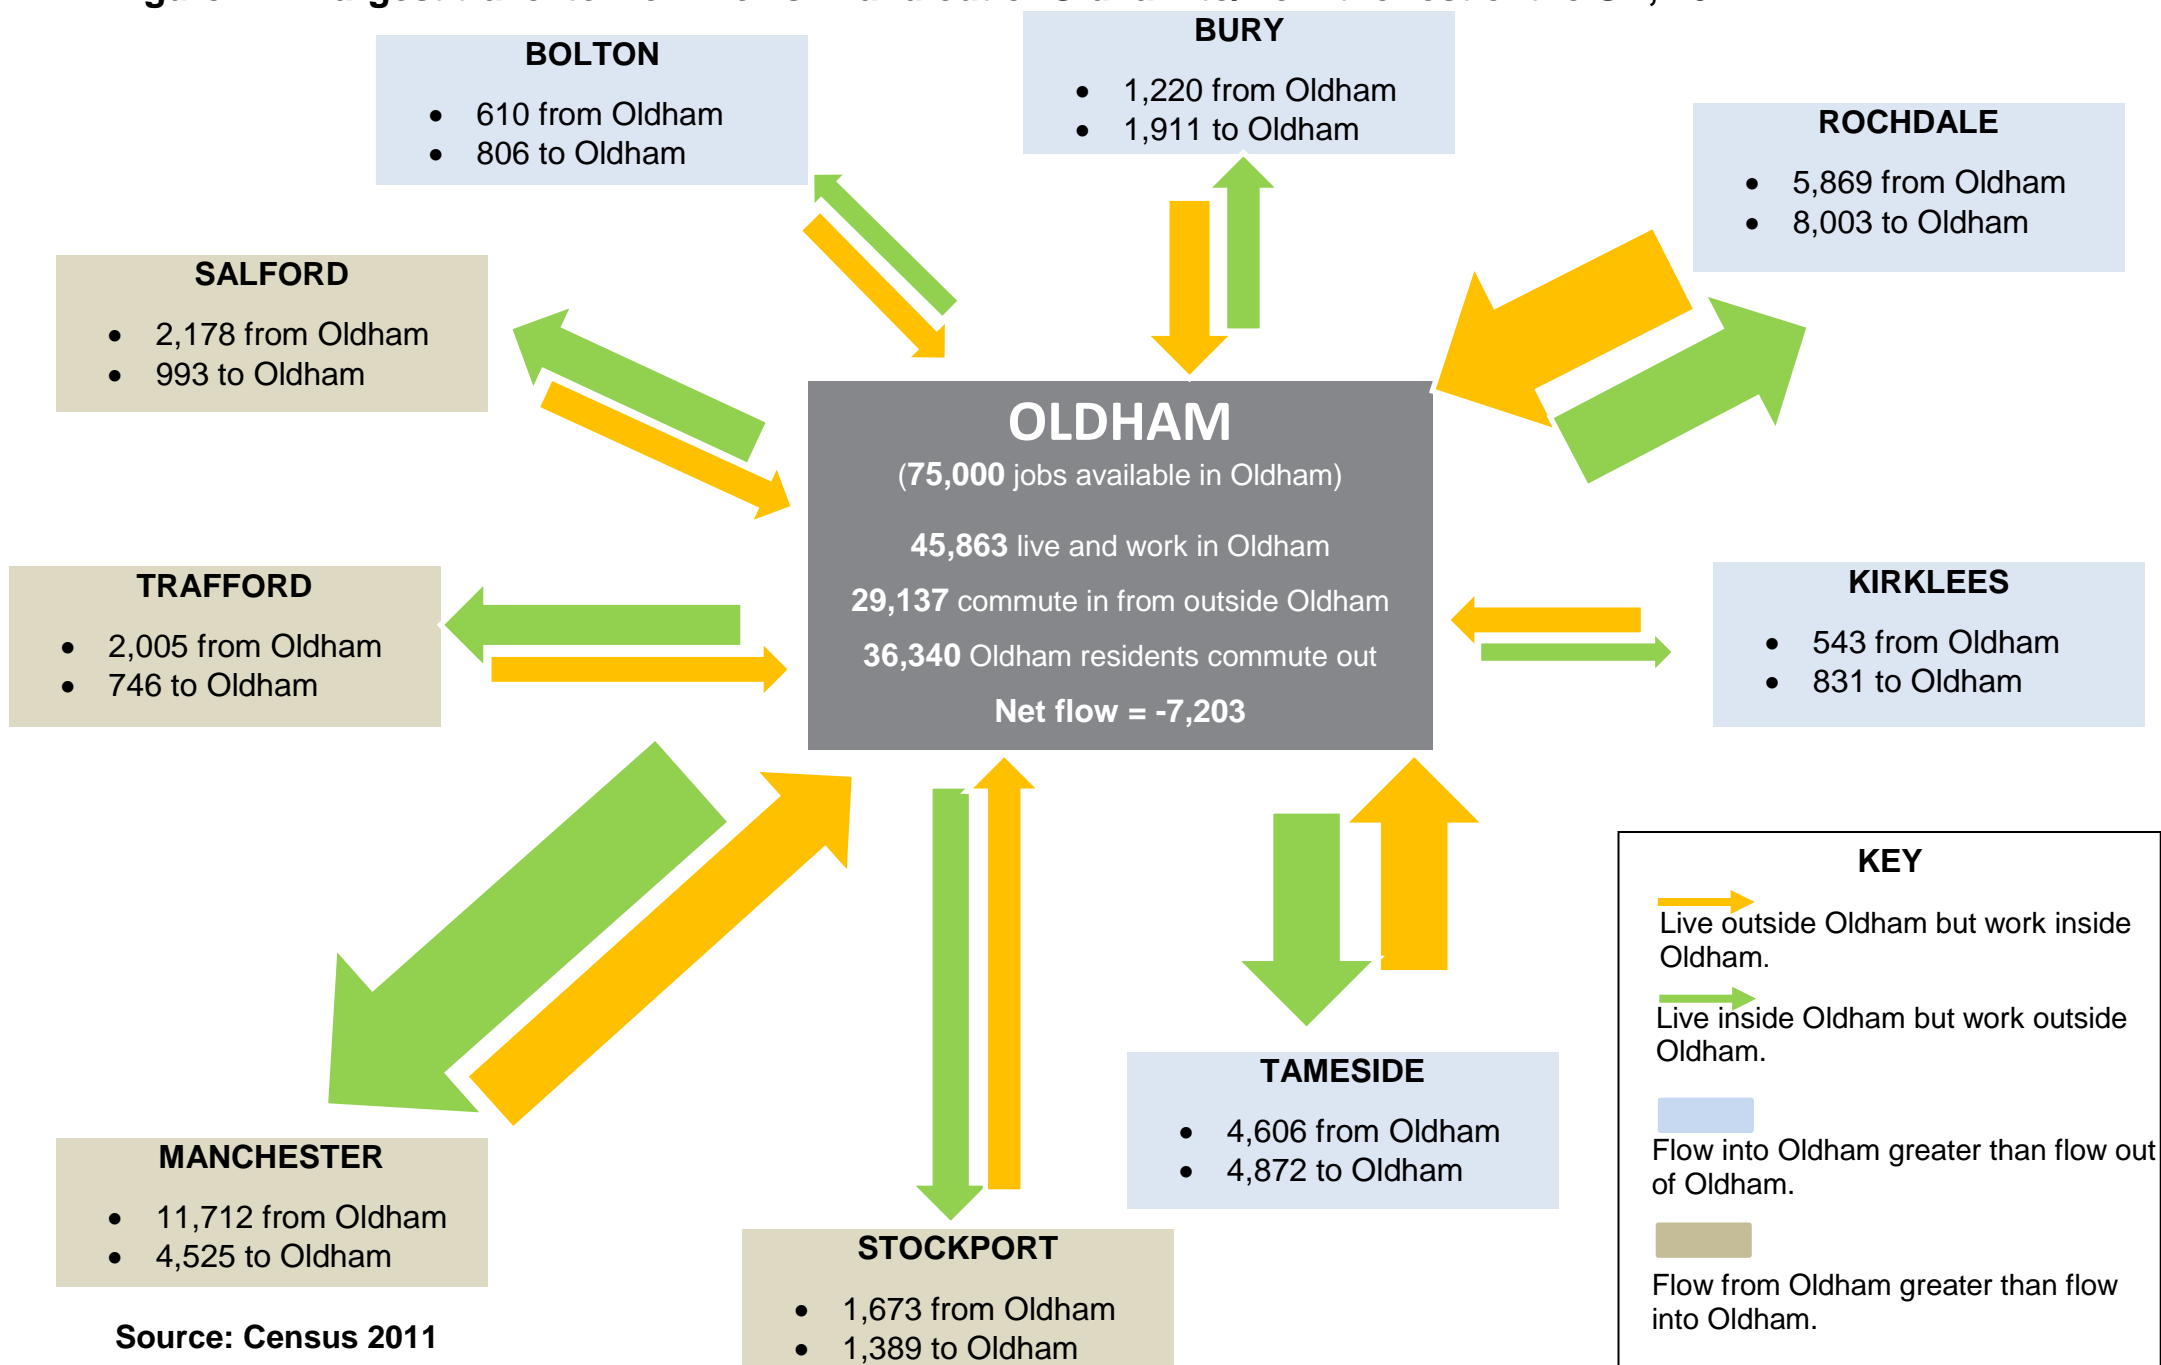 BOLTON
• 610 from Oldham
• 806 to Oldham
BURY
• 1,220 from Oldham
• 1,911 to Oldham
ROCHDALE
• 5,869 from Oldham
• 8,003 to Oldham
SALFORD
• 2,178 from Oldham
• 993 to Oldham
OLDHAM
(75,000 jobs available in Oldham)
45,863 live and work in Oldham
29,137 commute in from outside Oldham
36,340 Oldham residents commute out
Net flow = -7,203
TRAFFORD
• 2,005 from Oldham
• 746 to Oldham
KIRKLEES
• 543 from Oldham
• 831 to Oldham
MANCHESTER
• 11,712 from Oldham
• 4,525 to Oldham
STOCKPORT
• 1,673 from Oldham
• 1,389 to Oldham
TAMESIDE
• 4,606 from Oldham
• 4,872 to Oldham
KEY
Live outside Oldham but work inside
Oldham.
Live inside Oldham but work outside
Oldham.
Flow into Oldham greater than flow out
of Oldham.
Flow from Oldham greater than flow
into Oldham.
Source: Census 2011